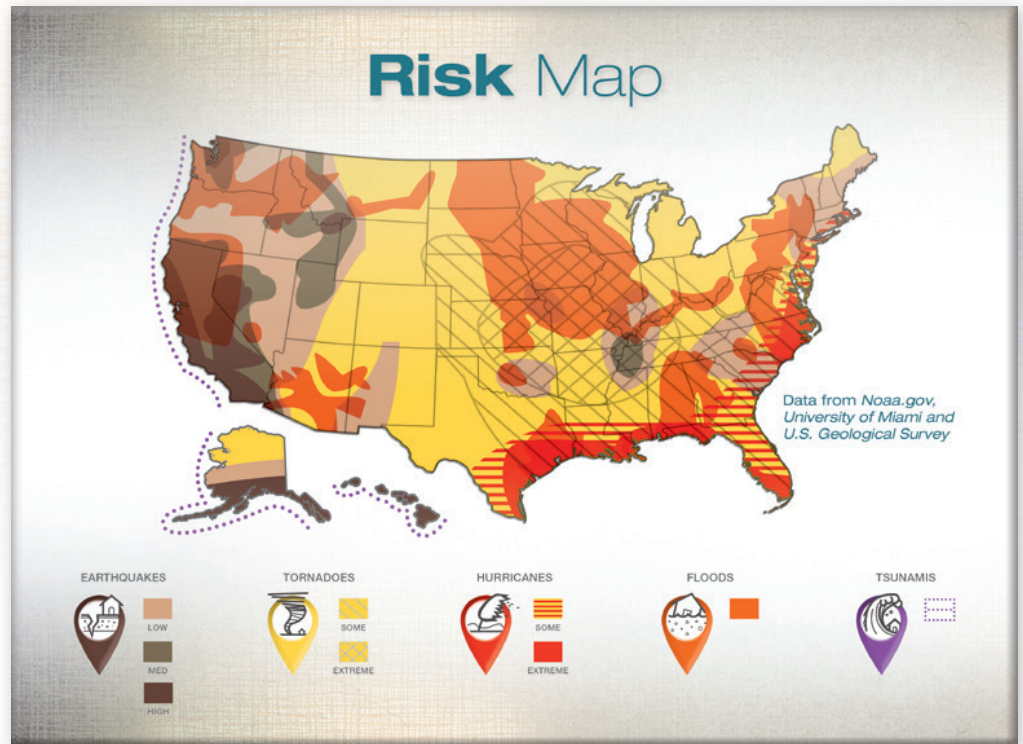 Risk Map
Data from Noaa.gov,
University of Miami and
U.S. Geological Survey
EARTHQUAKES
LOW
MED
HIGH
TORNADOES
SOME
EXTREME
HURRICANES
SOME
EXTREME
FLOODS
TSUNAMIS